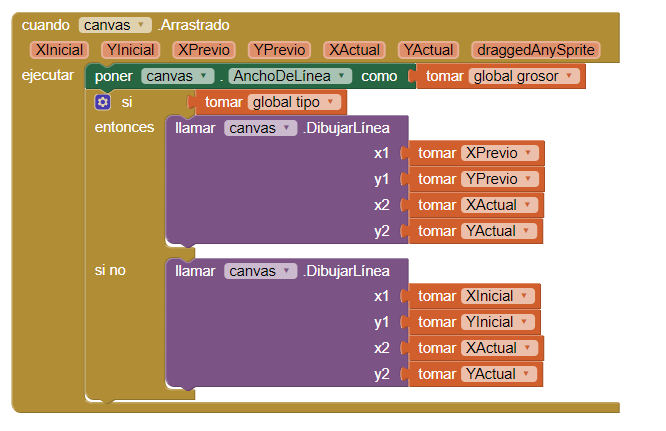 cuando canvas .Arrastrado
XInicial YInicial XPrevio YPrevio XActual YActual draggedAnySprite
ejecutar poner canvas . AnchoDeLínea como tomar global grosor
si tomar global tipo
entonces llamar canvas .DibujarLínea
x1 tomar XPrevio
y1 tomar YPrevio
x2 tomar XActual
y2 tomar YActual
si no llamar canvas .DibujarLínea
x1 tomar XInicial
y1 tomar YInicial
x2 tomar XActual
y2 tomar YActual